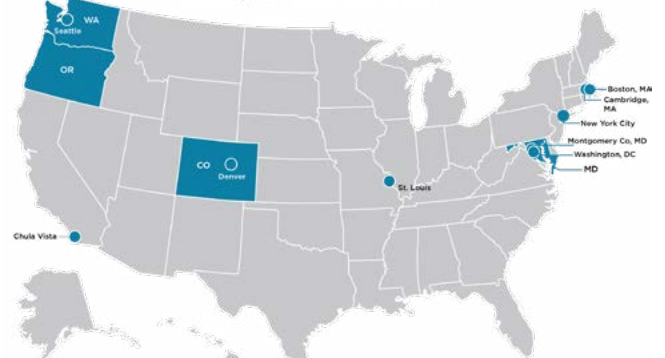 WA
Seattle
OR
Boston, MA
Cambridge,
MA
New York City
Montgomery Co, MD
CO
Washington, DC
Denver
MD
St. Louis
Chula Vista